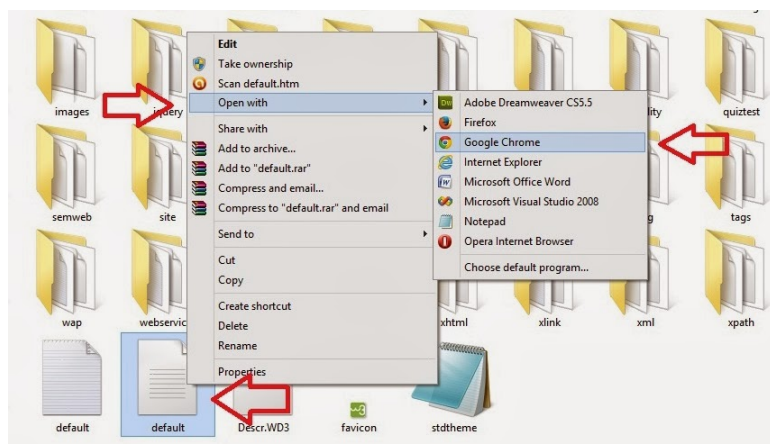 Edit
Take ownership
Scan default.htm
Open with
Share with
Add to archive...
Add to "default.rar"
Compress and email...
Compress to "default.rar" and email
Send to
Cut
Copy
Create shortcut
Delete
Rename
Properties
Adobe Dreamweaver CS5.5
Firefox
Google Chrome
Internet Explorer
Microsoft Office Word
Microsoft Visual Studio 2008
Notepad
Opera Internet Browser
Choose default program...
images
quiztest
semweb
site
tags
wap
xhtml
xlink
xml
xpath
default
default
Descr.WD3
favicon
stdtheme